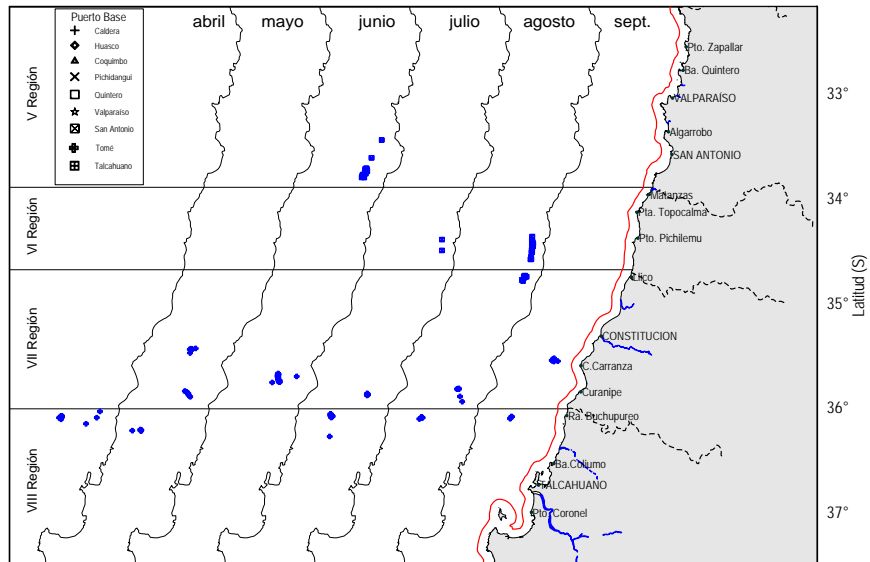 Puerto Base
Caldera
Huasco
Coquimbo
Pichidangui
Quintero
Valparaiso
San Antonio
Tomé
Talcahuano
abril
mayo
junio
julio
agosto
sept.
V Región
VI Región
VII Región
VIII Región
Pto. Zapallar
Ba. Quintero
VALPARAÍSO
Algarrobo
SAN ANTONIO
Matanzas
Pta. Topocalma
Pto. Pichilemu
Llico
CONSTITUCION
C.Carranza
Curanipe
Ra. Buchupureo
Ba.Coliumo
TALCAHUANO
Pto. Coronel
33°
34°
35°
36°
37°
Latitud (S)